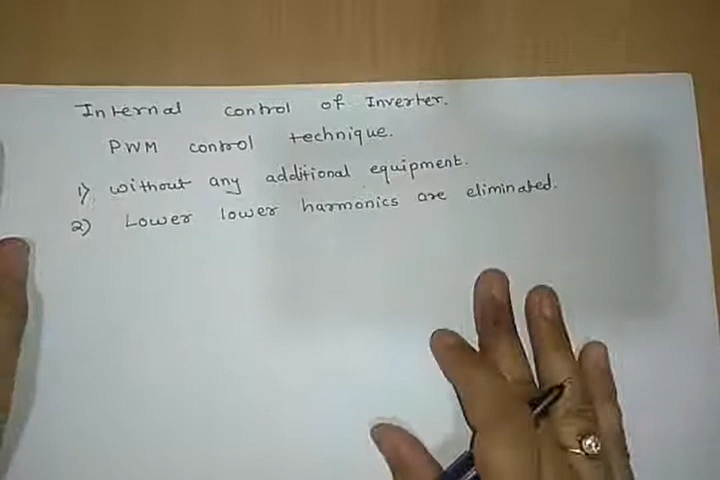 Internal control of Inverter.
PWM control technique.
1) without any additional equipment.
2) Lower lower harmonics are eliminated.